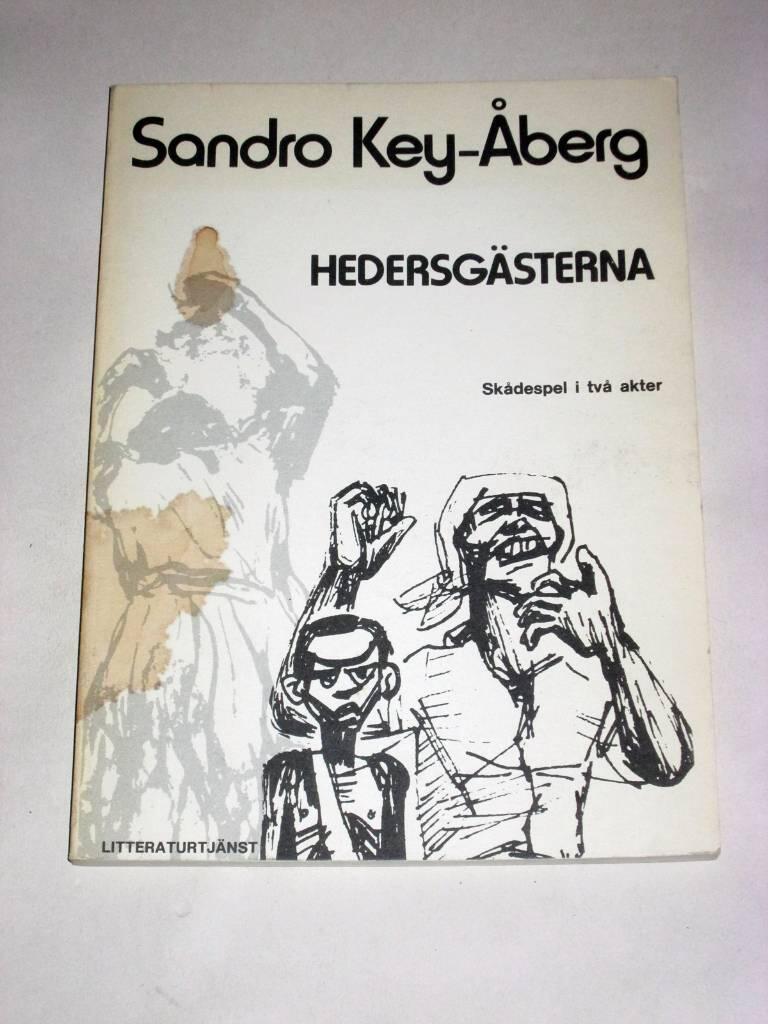 Sandro Key-Åberg
HEDERSGÄSTERNA
Skådespel i två akter
LITTERATURTJÄNST